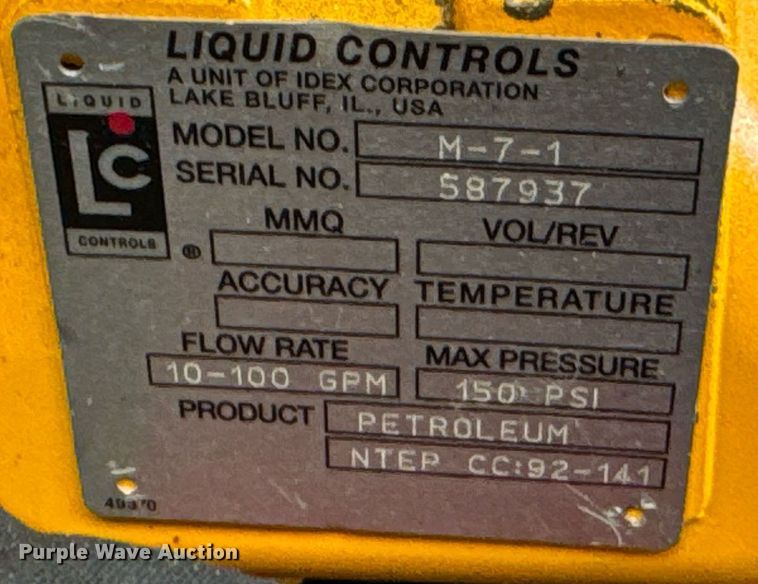 LIQUID CONTROLS
A UNIT OF IDEX CORPORATION
LAKE BLUFF, IL., USA
LIQUID
LC
CONTROLS
®
MODEL NO. M-7-1
SERIAL NO. 587937
MMQ VOL/REV
ACCURACY TEMPERATURE
FLOW RATE MAX PRESSURE
10-100 GPM 150 PSI
PRODUCT PETROLEUM
NTEP CC:92-141
49370
Purple Wave Auction